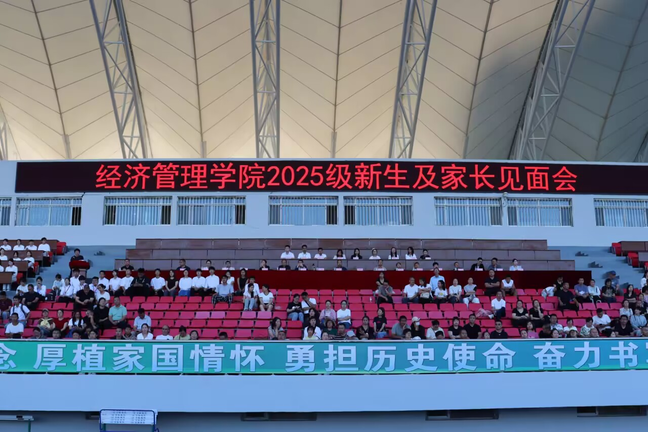 经济管理学院2025级新生及家长见面会
念 厚植家国情怀 勇担历史使命 奋力书